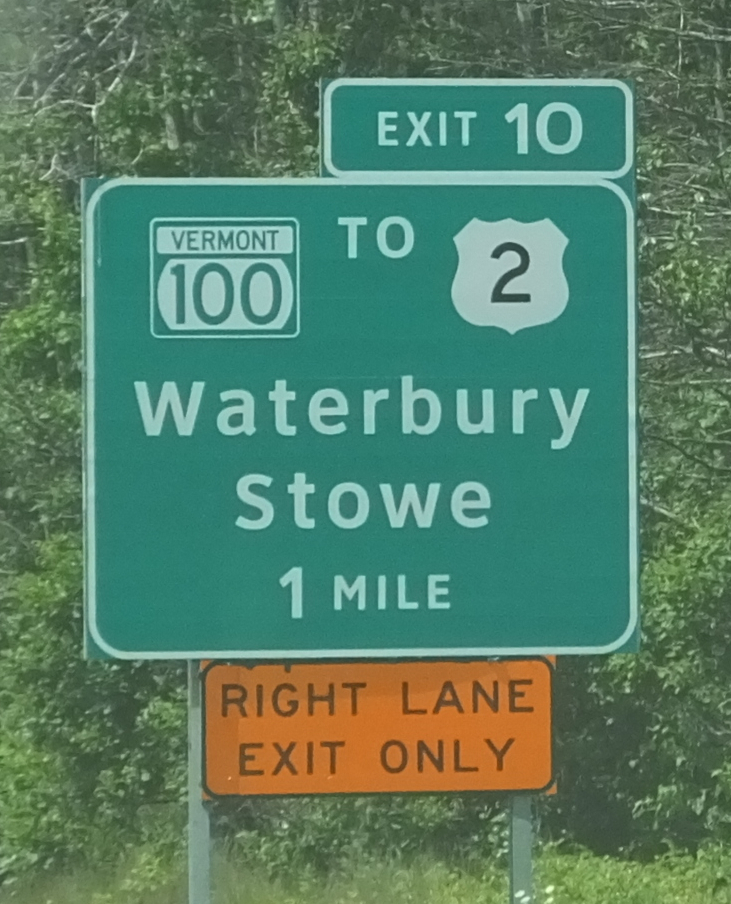 EXIT 10
VERMONT
100
TO
2
Waterbury
Stowe
1 MILE
RIGHT LANE
EXIT ONLY